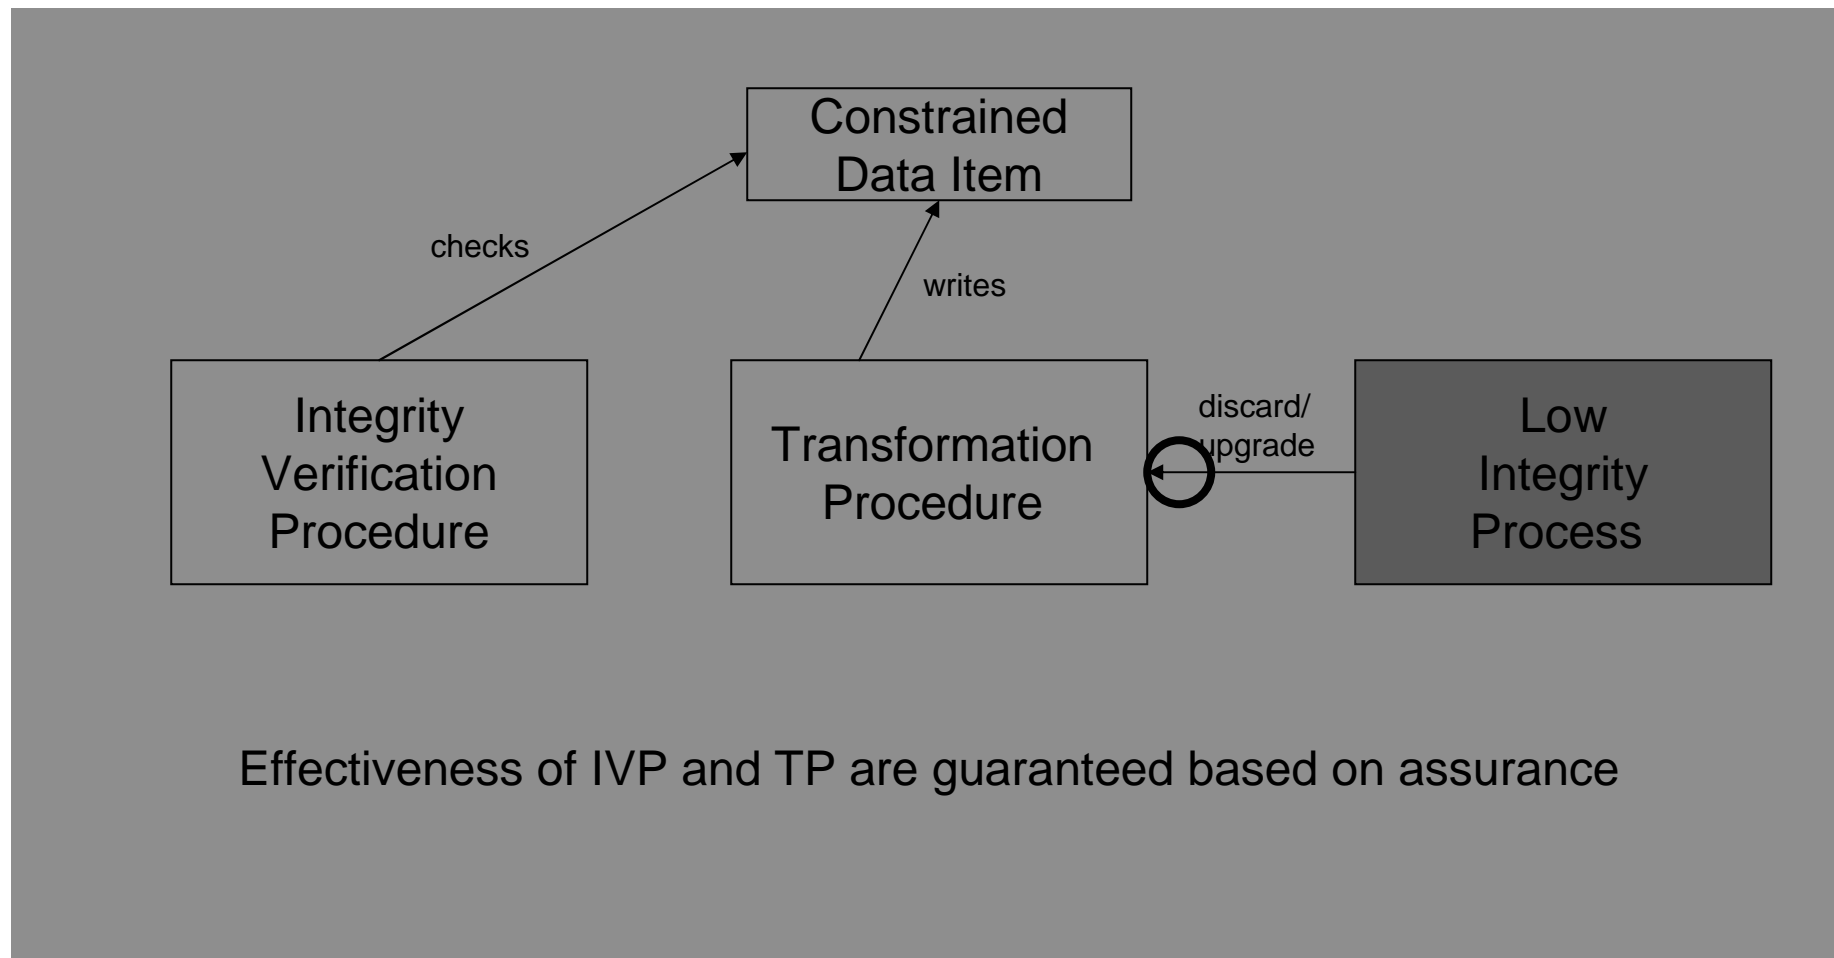 Constrained
Data Item
checks
writes
Integrity
Verification
Procedure
Transformation
Procedure
discard/
upgrade
Low
Integrity
Process
Effectiveness of IVP and TP are guaranteed based on assurance